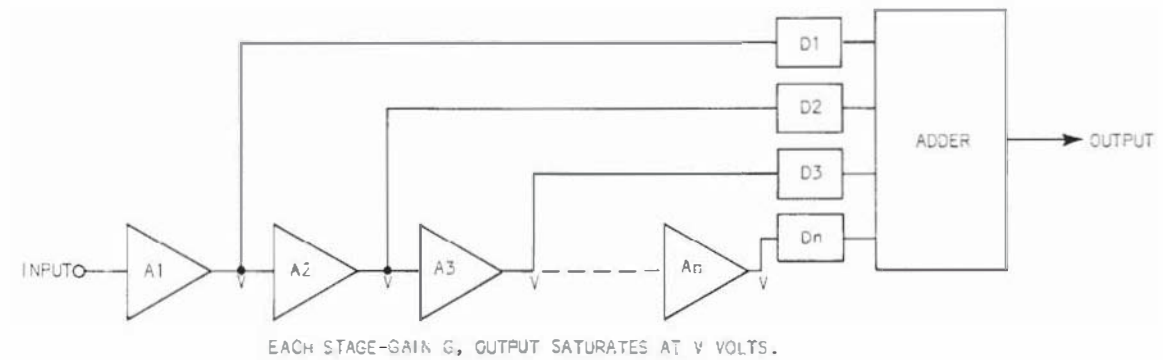 D1
D2
ADDER
OUTPUT
D3
Dn
INPUT
A1
A2
A3
An
V
V
V
V
EACH STAGE-GAIN G, OUTPUT SATURATES AT V VOLTS.